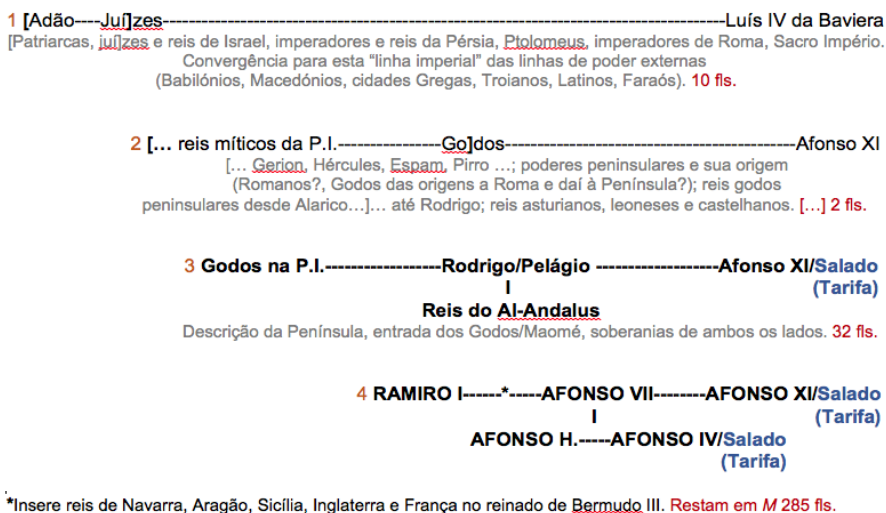 1 [Adão----Juí]zes-----------------------------------------------------------------------------------------Luís IV da Baviera
[Patriarcas, juí]zes e reis de Israel, imperadores e reis da Pérsia, Ptolomeus, imperadores de Roma, Sacro Império.
Convergência para esta “linha imperial” das linhas de poder externas
(Babilónios, Macedónios, cidades Gregas, Troianos, Latinos, Faraós). 10 fls.
2 [… reis míticos da P.I.----------------Go]dos---------------------------------------------Afonso XI
[… Gerion, Hércules, Espam, Pirro …; poderes peninsulares e sua origem
(Romanos?, Godos das origens a Roma e daí à Península?); reis godos
peninsulares desde Alarico…]… até Rodrigo; reis asturianos, leoneses e castelhanos. […] 2 fls.
3 Godos na P.I.------------------Rodrigo/Pelágio -------------------Afonso XI/Salado
I (Tarifa)
Reis do Al-Andalus
Descrição da Península, entrada dos Godos/Maomé, soberanias de ambos os lados. 32 fls.
4 RAMIRO I------*-----AFONSO VII--------AFONSO XI/Salado
I (Tarifa)
AFONSO H.-----AFONSO IV/Salado
(Tarifa)
*Insere reis de Navarra, Aragão, Sicília, Inglaterra e França no reinado de Bermudo III. Restam em M 285 fls.